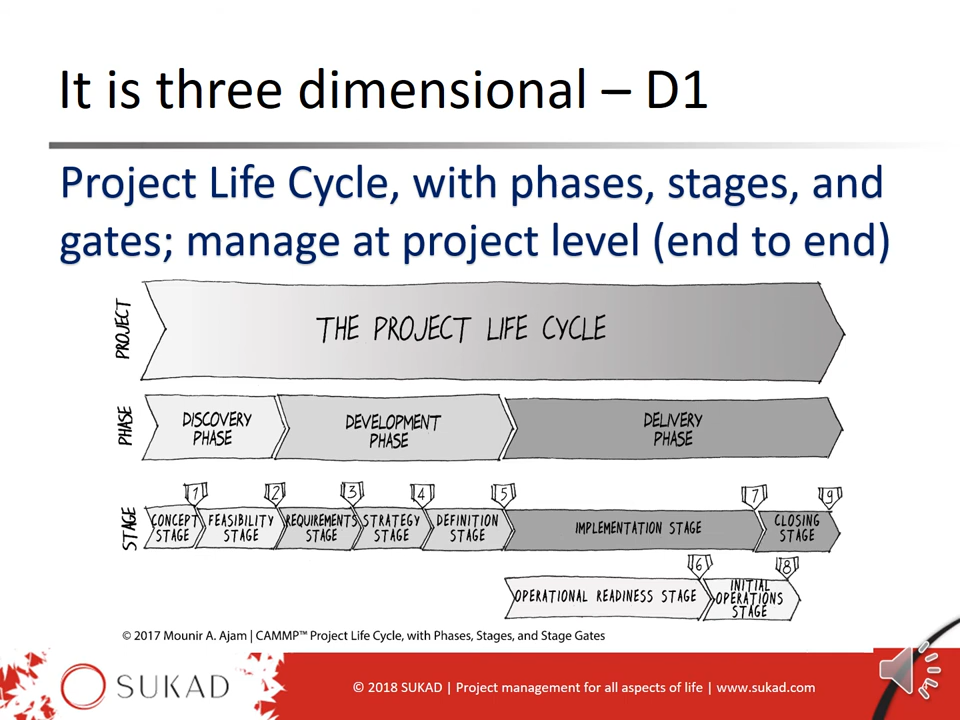 It is three dimensional – D1
Project Life Cycle, with phases, stages, and
gates; manage at project level (end to end)
PROJECT
THE PROJECT LIFE CYCLE
PHASE
DISCOVERY
PHASE
DEVELOPMENT
PHASE
DELIVERY
PHASE
1
2
3
4
5
7
9
STAGE
CONCEPT
STAGE
FEASIBILITY
STAGE
REQUIREMENTS
STAGE
STRATEGY
STAGE
DEFINITION
STAGE
IMPLEMENTATION STAGE
CLOSING
STAGE
6
8
OPERATIONAL READINESS STAGE
INITIAL
OPERATIONS
STAGE
© 2017 Mounir A. Ajam | CAMMP™ Project Life Cycle, with Phases, Stages, and Stage Gates
SUKAD
© 2018 SUKAD | Project management for all aspects of life | www.sukad.com